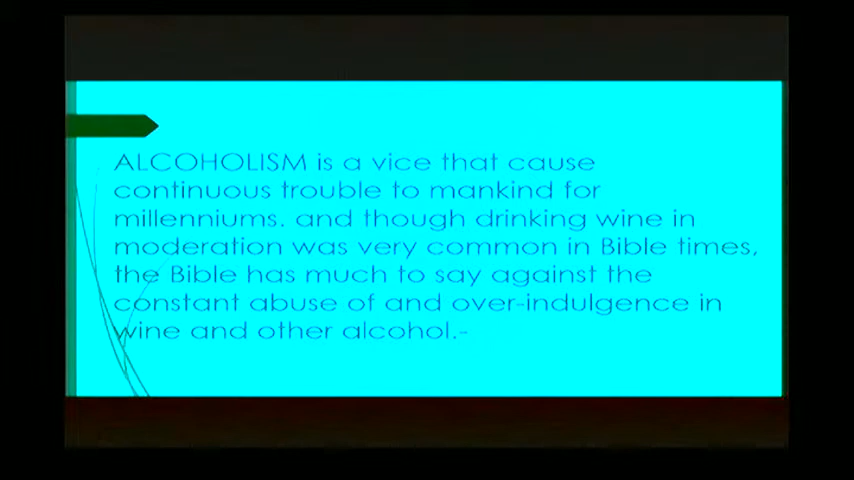 ALCOHOLISM is a vice that cause
continuous trouble to mankind for
millenniums. and though drinking wine in
moderation was very common in Bible times,
the Bible has much to say against the
constant abuse of and over-indulgence in
wine and other alcohol.-